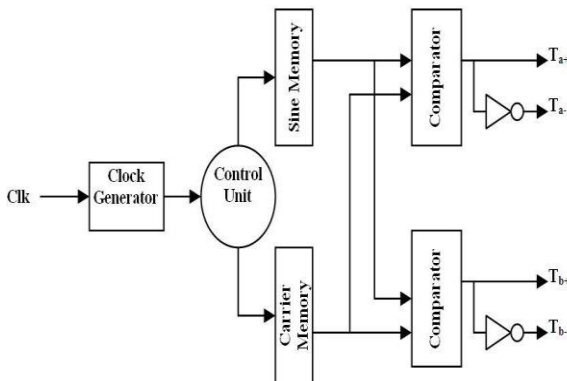 Clk
Clock
Generator
Control
Unit
Sine Memory
Carrier
Memory
Comparator
Ta+
Ta-
Comparator
Tb+
Tb-